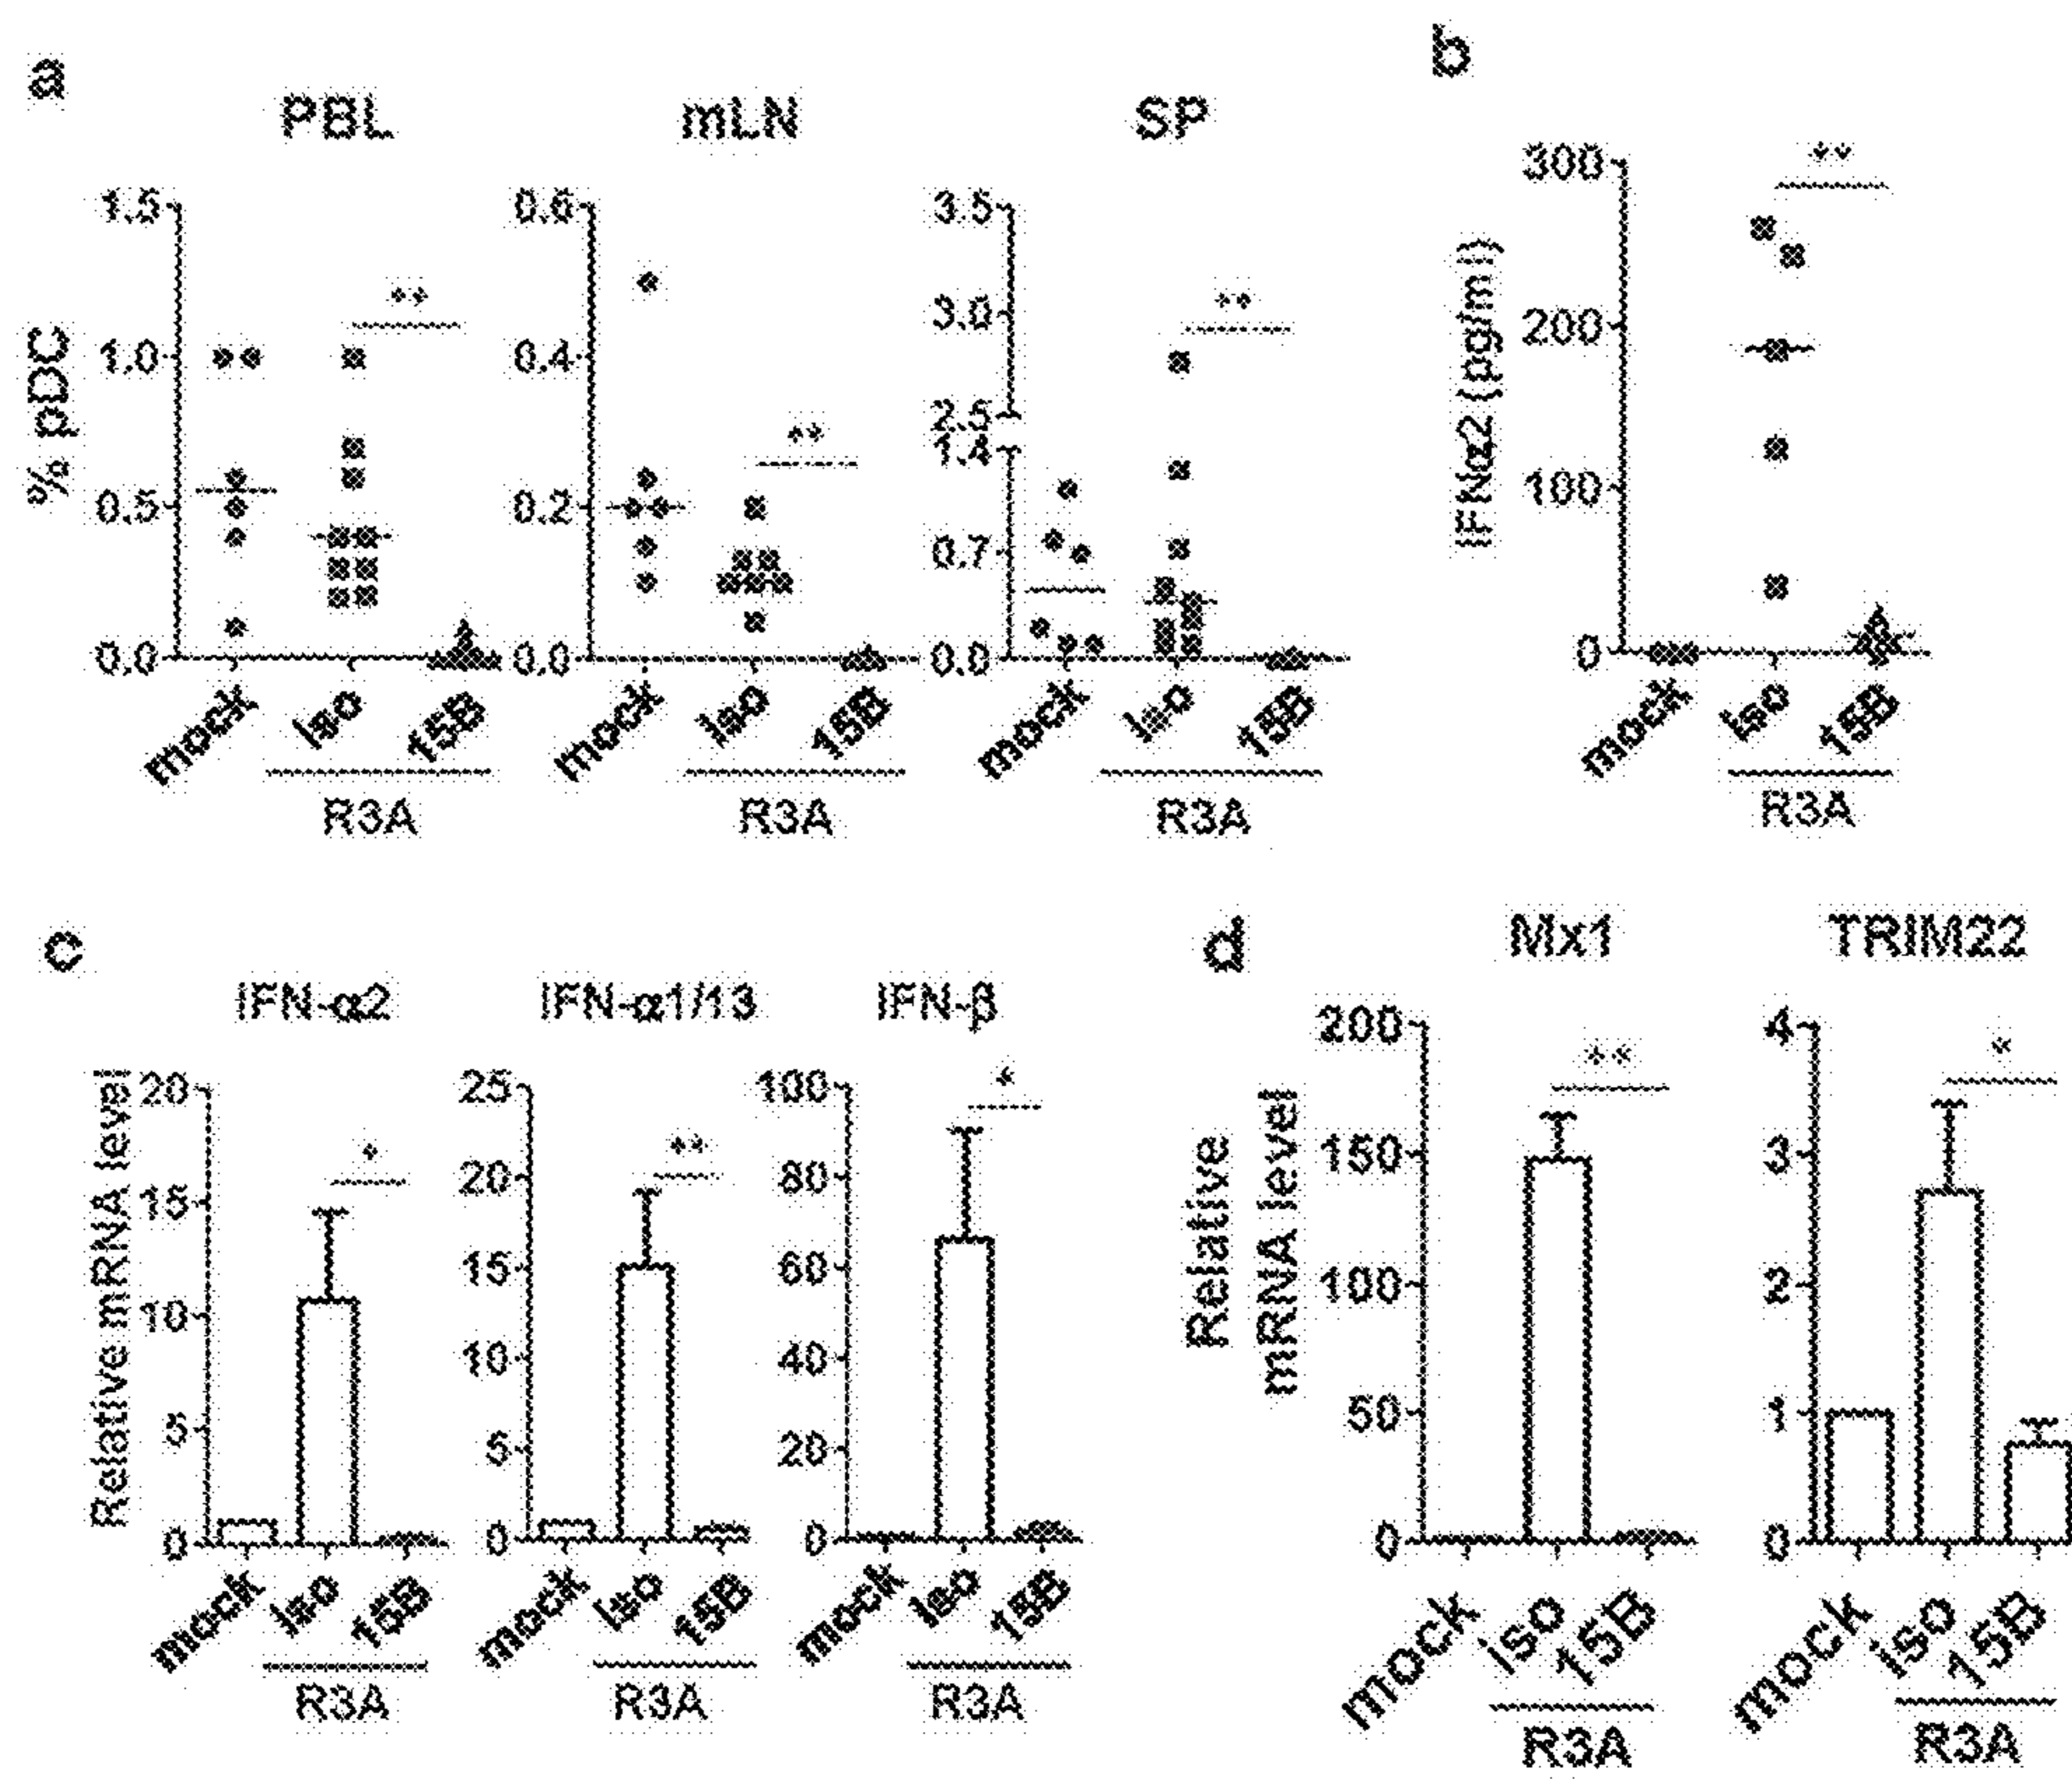 a
PBL mLN SP
% pDC
1.5
1.0
0.5
0.0
mock iso 15B
R3A
0.6
0.4
0.2
0.0
mock iso 15B
R3A
3.5
3.0
2.5
1.4
0.7
0.0
mock iso 15B
R3A
**
**
**
b
IFNα2 (pg/ml)
300
200
100
0
**
mock iso 15B
R3A
c
Relative mRNA level
IFN-α2
20
15
10
5
0
*
mock iso 15B
R3A
IFN-α1/13
25
20
15
10
5
0
**
mock iso 15B
R3A
IFN-β
100
80
60
40
20
0
*
mock iso 15B
R3A
d
Relative
mRNA level
Mx1
200
150
100
50
0
**
mock iso 15B
R3A
TRIM22
4
3
2
1
0
*
mock iso 15B
R3A